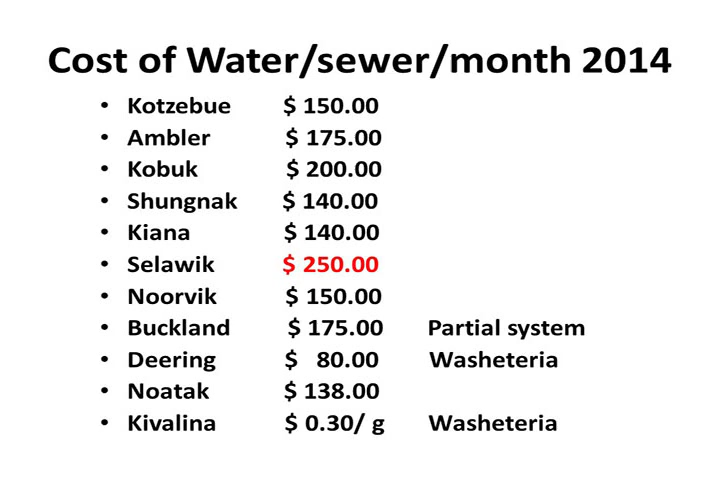 Cost of Water/sewer/month 2014
• Kotzebue $ 150.00
• Ambler $ 175.00
• Kobuk $ 200.00
• Shungnak $ 140.00
• Kiana $ 140.00
• Selawik $ 250.00
• Noorvik $ 150.00
• Buckland $ 175.00 Partial system
• Deering $ 80.00 Washeteria
• Noatak $ 138.00
• Kivalina $ 0.30/ g Washeteria